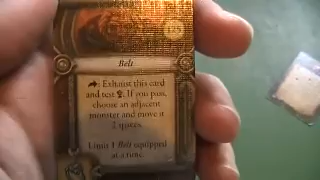 Belt
: Exhaust this card
and test . If you pass,
choose an adjacent
monster and move it
2 spaces.
Limit 1 Belt equipped
at a time.